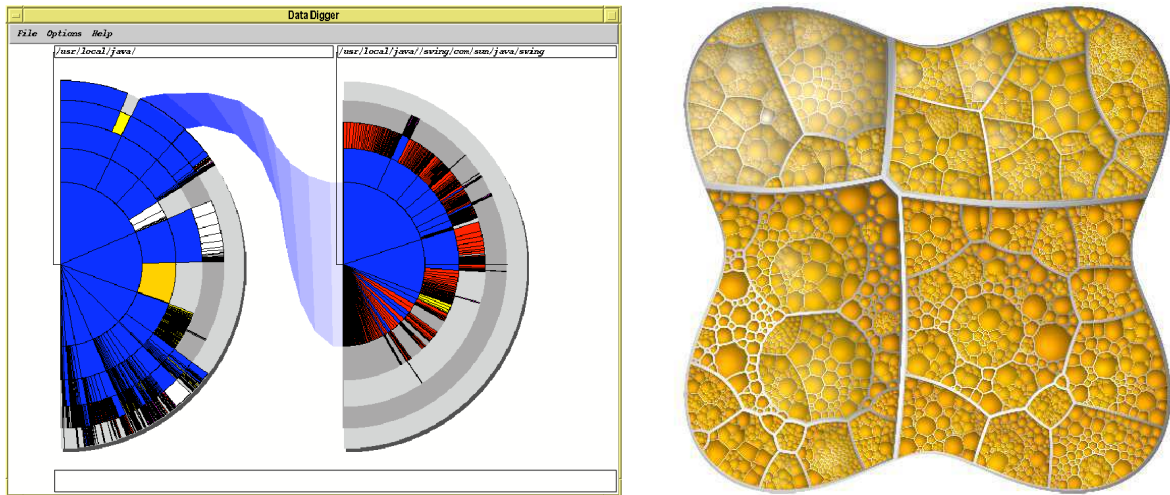 Data Digger
File Options Help
/usr/local/java/
/usr/local/java//swing/com/sun/java/swing